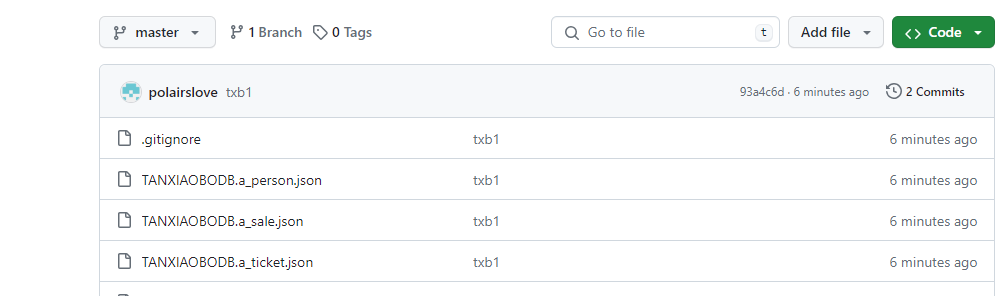 master 1 Branch 0 Tags Go to file t Add file Code
polairslove txb1 93a4c6d · 6 minutes ago 2 Commits
.gitignore txb1 6 minutes ago
TANXIAOBODB.a_person.json txb1 6 minutes ago
TANXIAOBODB.a_sale.json txb1 6 minutes ago
TANXIAOBODB.a_ticket.json txb1 6 minutes ago